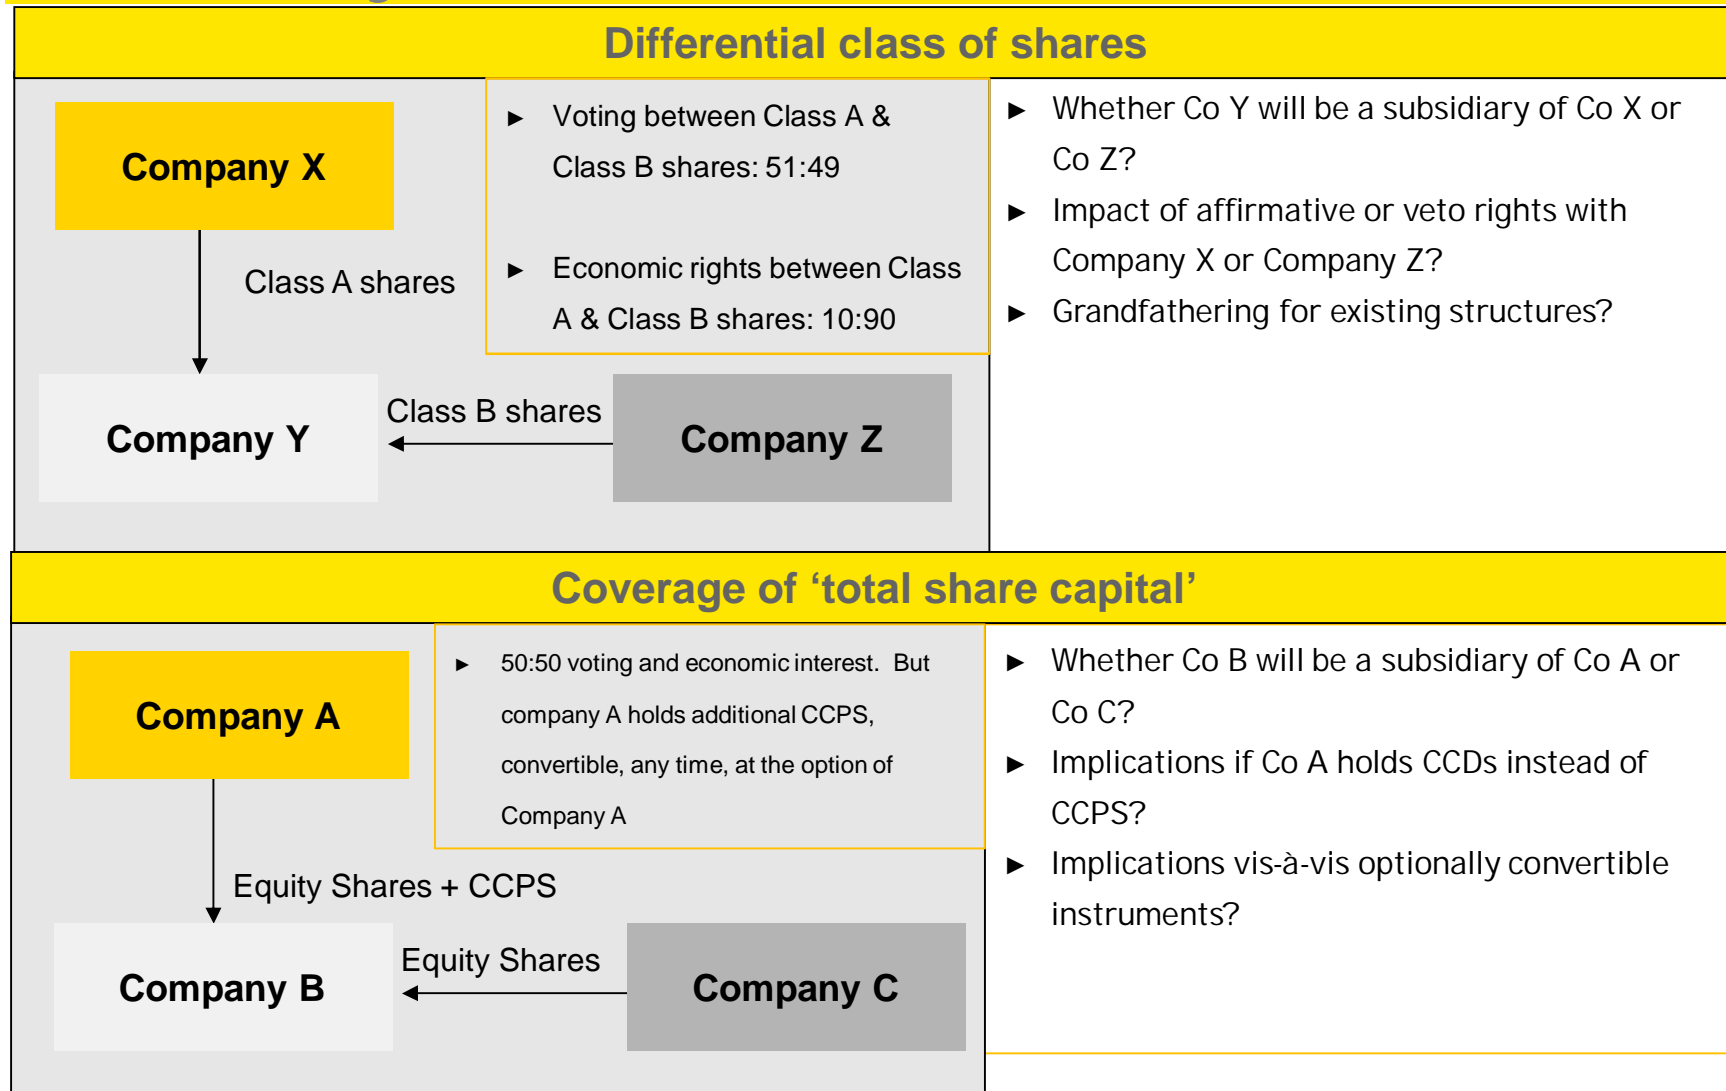 Differential class of shares
Company X
Class A shares
► Voting between Class A &
Class B shares: 51:49
► Economic rights between Class
A & Class B shares: 10:90
Company Y
Class B shares
Company Z
► Whether Co Y will be a subsidiary of Co X or
Co Z?
► Impact of affirmative or veto rights with
Company X or Company Z?
► Grandfathering for existing structures?
Coverage of ‘total share capital’
Company A
► 50:50 voting and economic interest. But
company A holds additional CCPS,
convertible, any time, at the option of
Company A
Equity Shares + CCPS
Company B
Equity Shares
Company C
► Whether Co B will be a subsidiary of Co A or
Co C?
► Implications if Co A holds CCDs instead of
CCPS?
► Implications vis-à-vis optionally convertible
instruments?